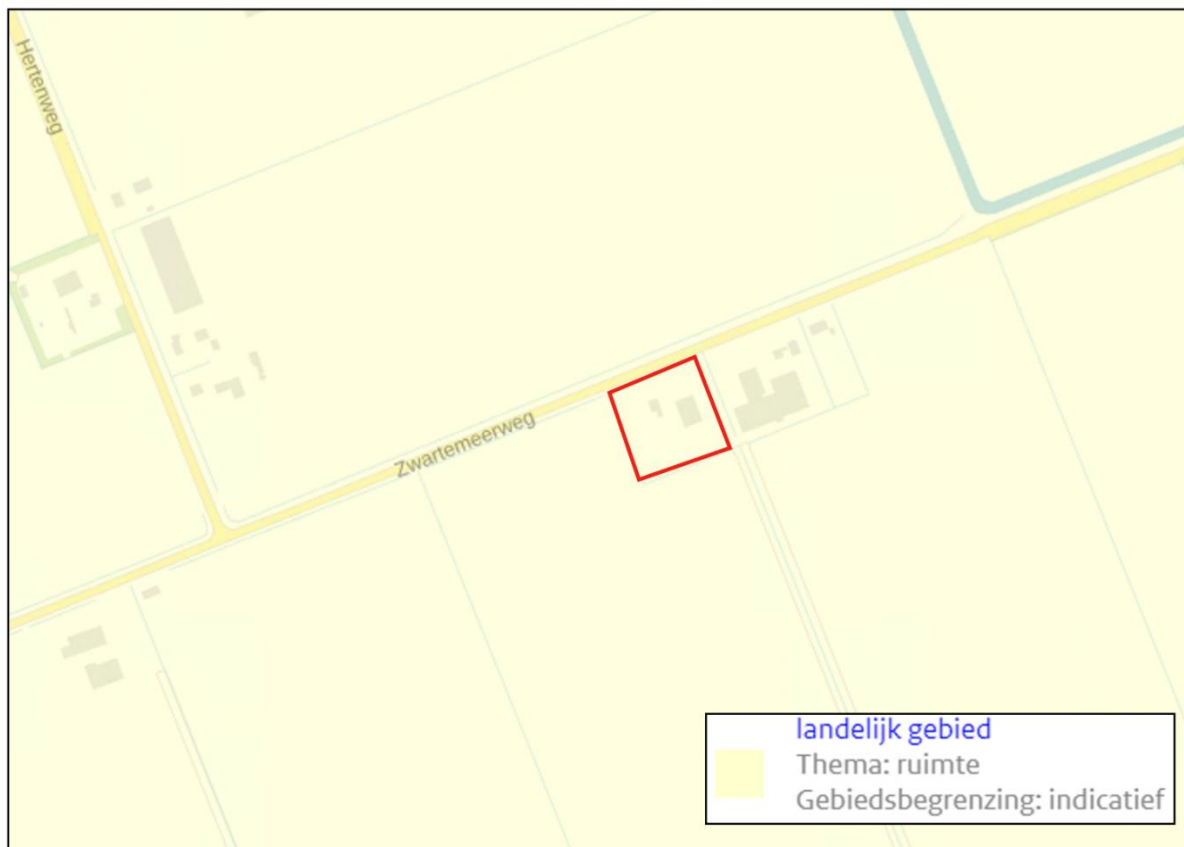 Hertenweg
Zwartemeerweg
landelijk gebied
Thema: ruimte
Gebiedsbegrenzing: indicatief